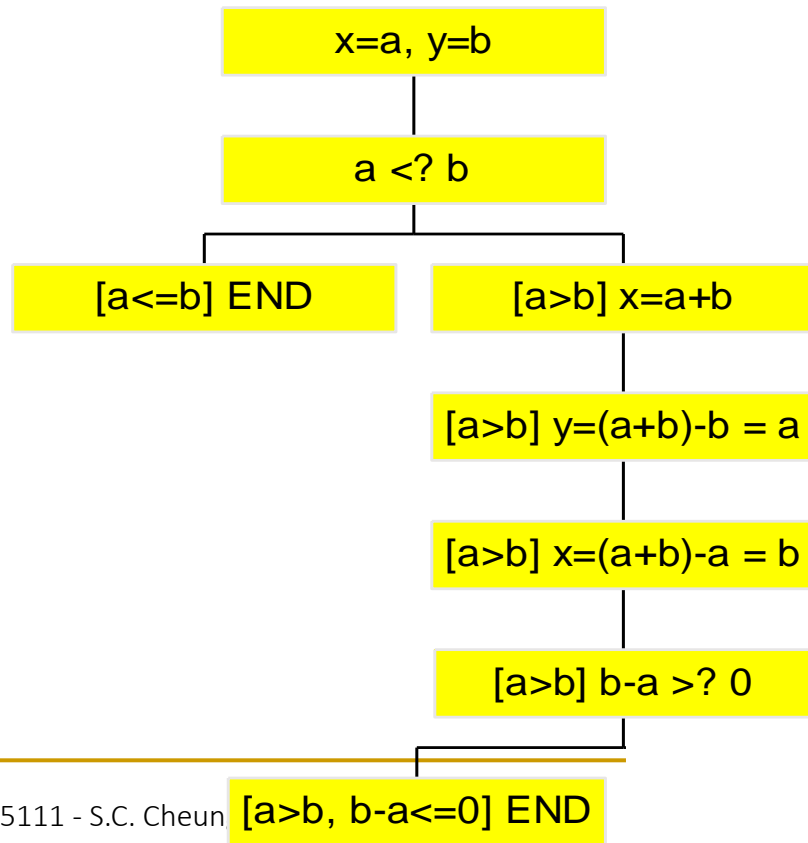 x=a, y=b
a <? b
[a<=b] END
[a>b] x=a+b
[a>b] y=(a+b)-b = a
[a>b] x=(a+b)-a = b
[a>b] b-a >? 0
[a>b, b-a<=0] END
5111 - S.C. Cheun